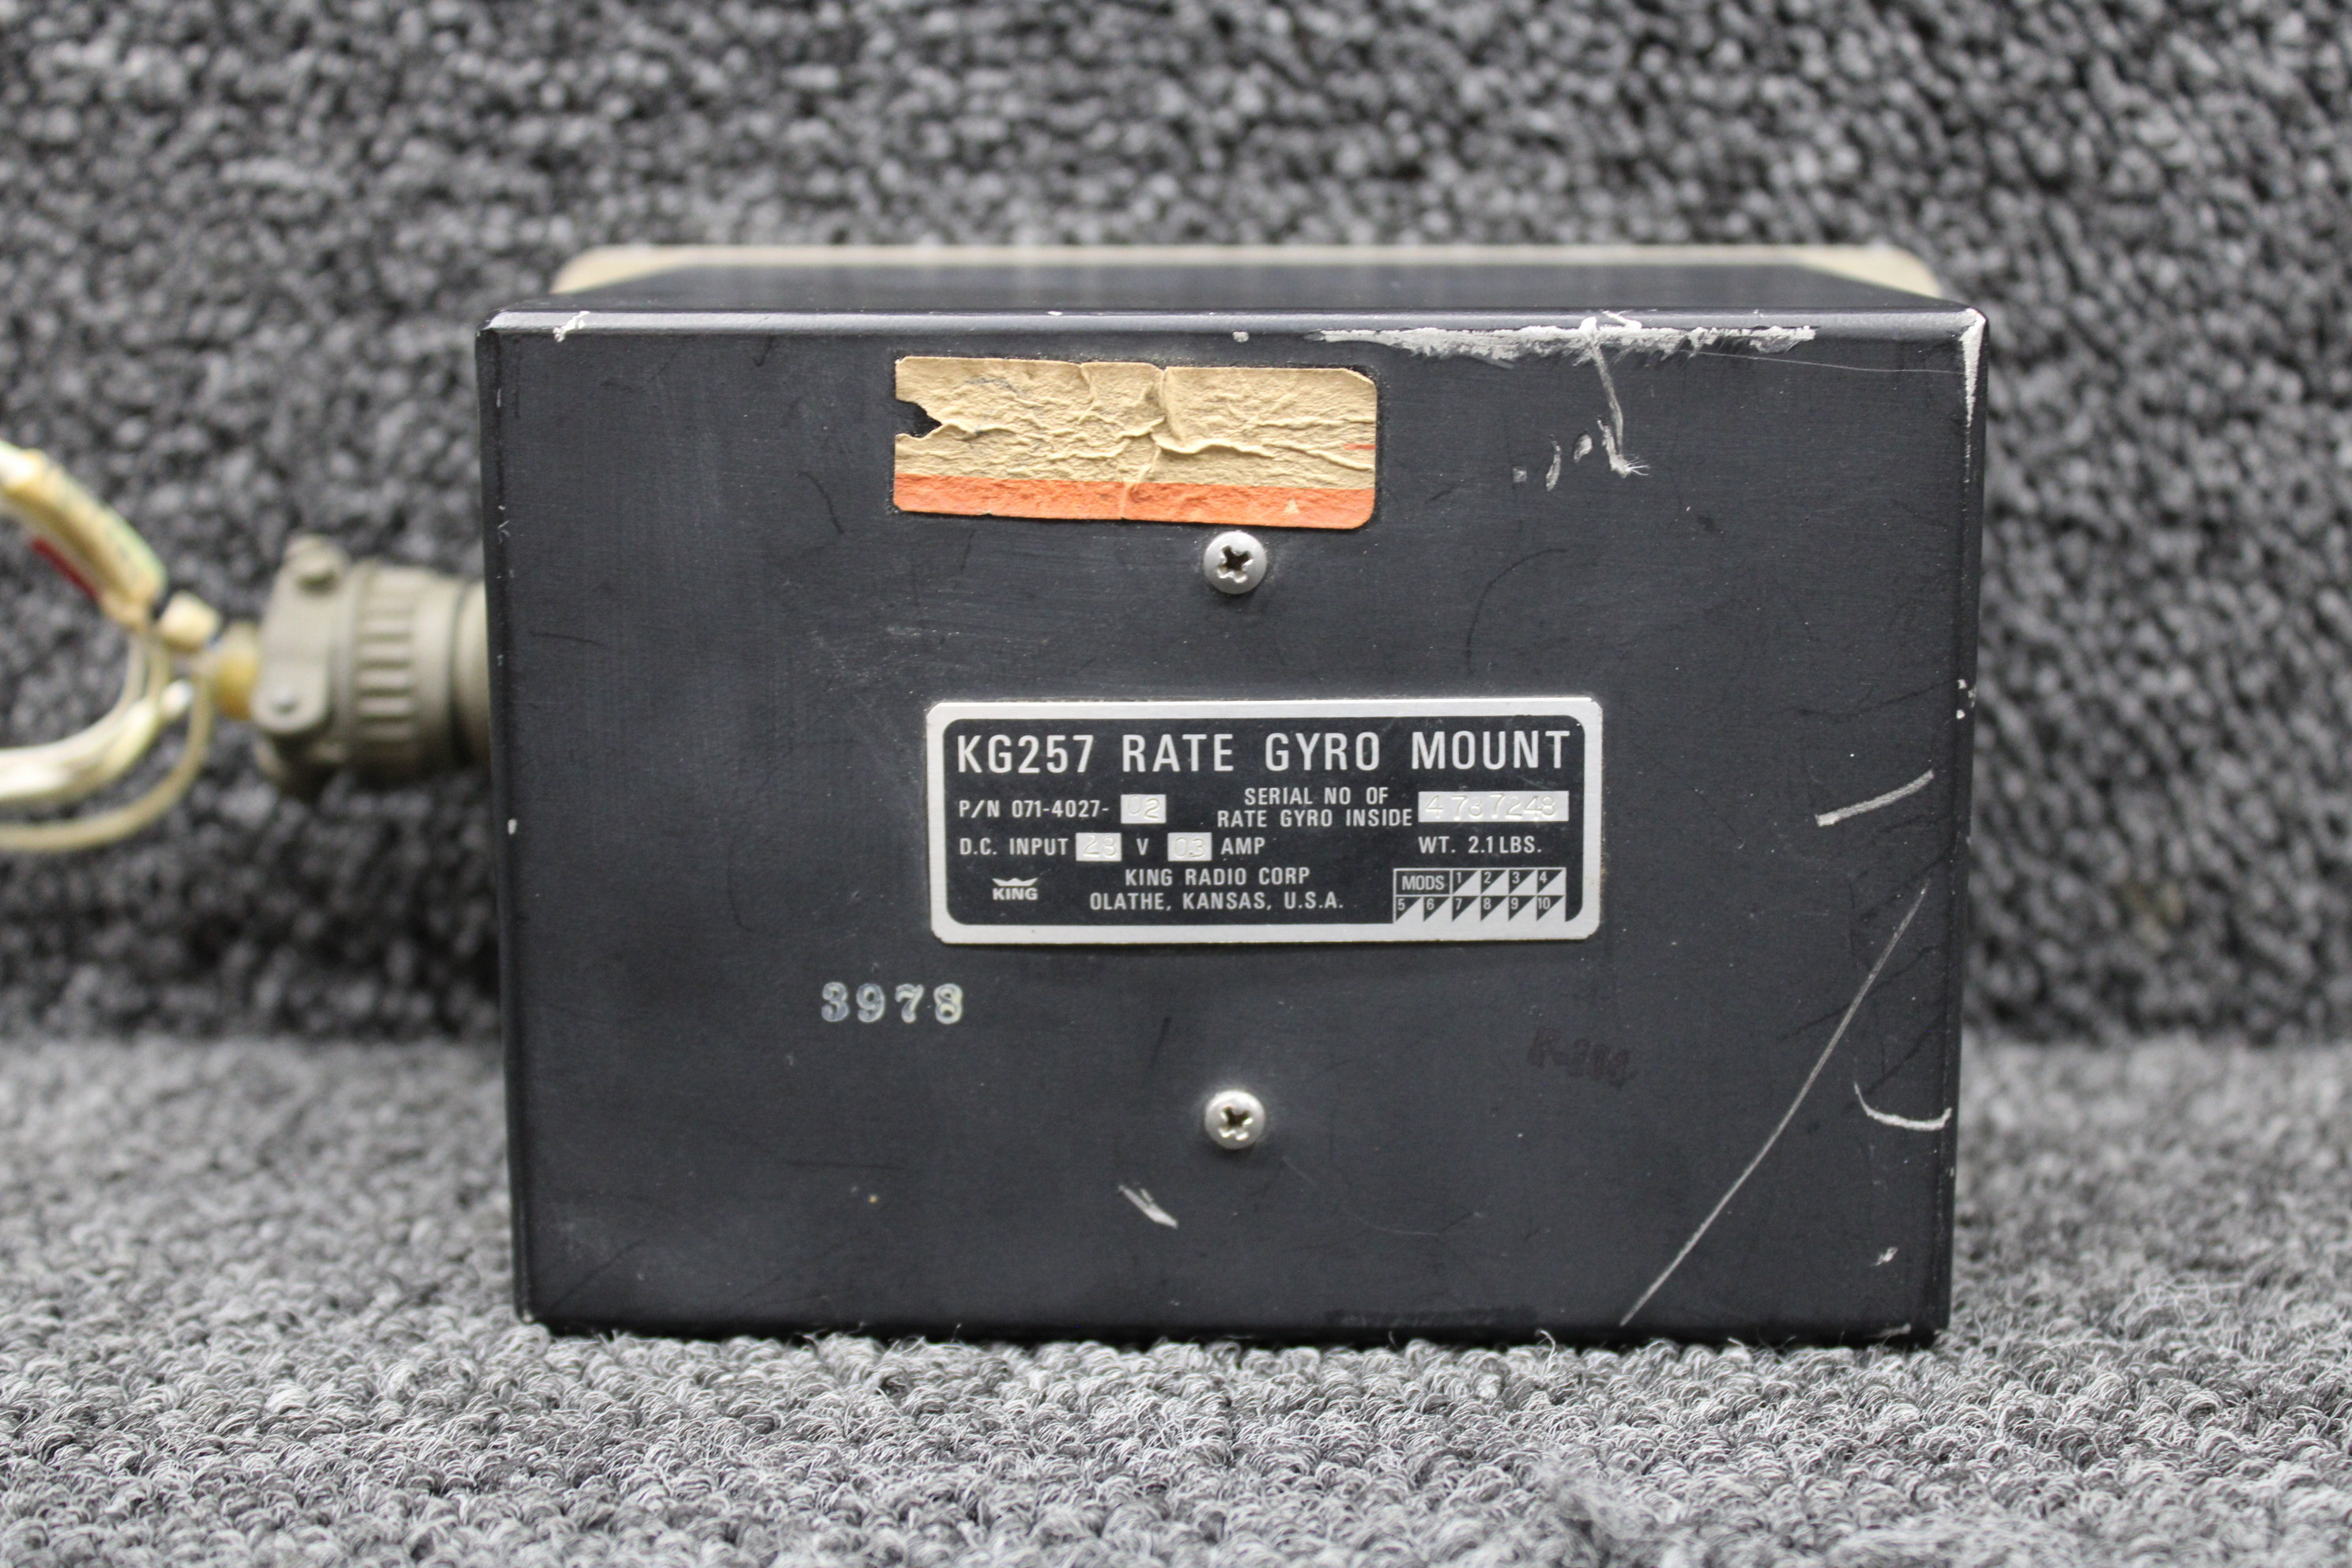 KG257 RATE GYRO MOUNT
P/N 071-4027- 02
SERIAL NO OF
RATE GYRO INSIDE 4737248
D.C. INPUT 28 V 03 AMP
WT. 2.1 LBS.
KING
KING RADIO CORP
OLATHE, KANSAS, U.S.A.
MODS 1 2 3 4
5 6 7 8 9 10
3978